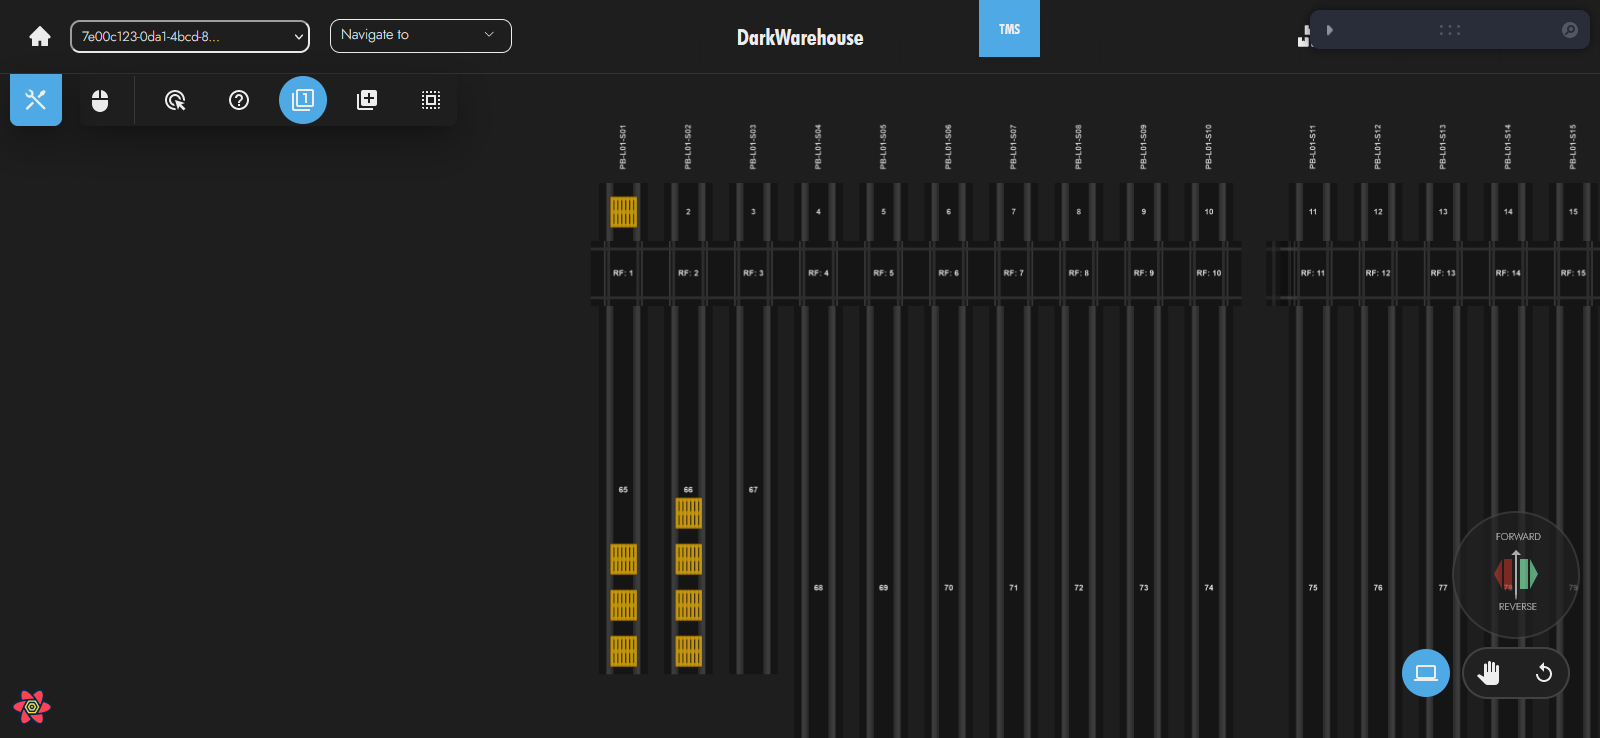 7e00c123-0da1-4bcd-8...
Navigate to
DarkWarehouse
TMS
1
PB-L01-S01 PB-L01-S02 PB-L01-S03 PB-L01-S04 PB-L01-S05 PB-L01-S06 PB-L01-S07 PB-L01-S08 PB-L01-S09 PB-L01-S10 PB-L01-S11 PB-L01-S12 PB-L01-S13 PB-L01-S14 PB-L01-S15
2 3 4 5 6 7 8 9 10 11 12 13 14 15
RF: 1 RF: 2 RF: 3 RF: 4 RF: 5 RF: 6 RF: 7 RF: 8 RF: 9 RF: 10 RF: 11 RF: 12 RF: 13 RF: 14 RF: 15
65 66 67
FORWARD
68 69 70 71 72 73 74 75 76 77 78 79
REVERSE